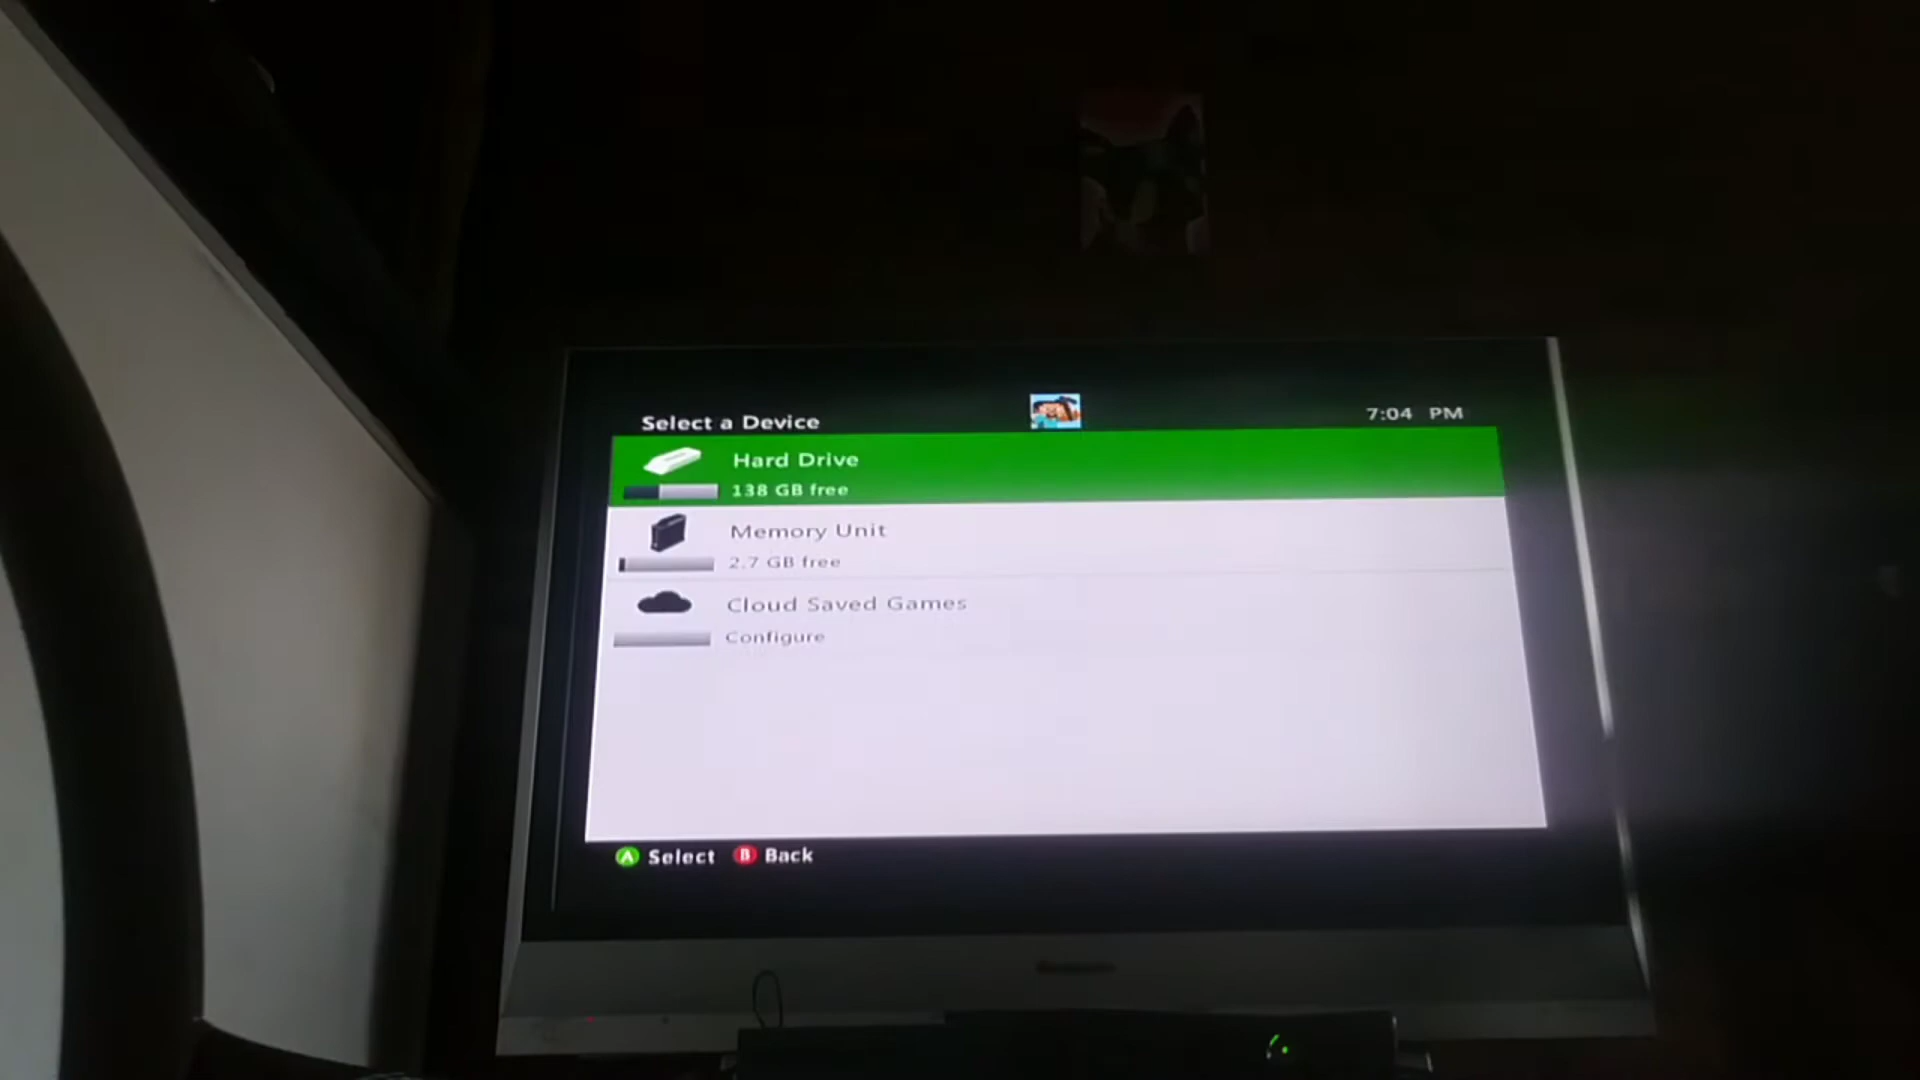 Select a Device
7:04 PM
Hard Drive
138 GB free
Memory Unit
2.7 GB free
Cloud Saved Games
Configure
A Select B Back